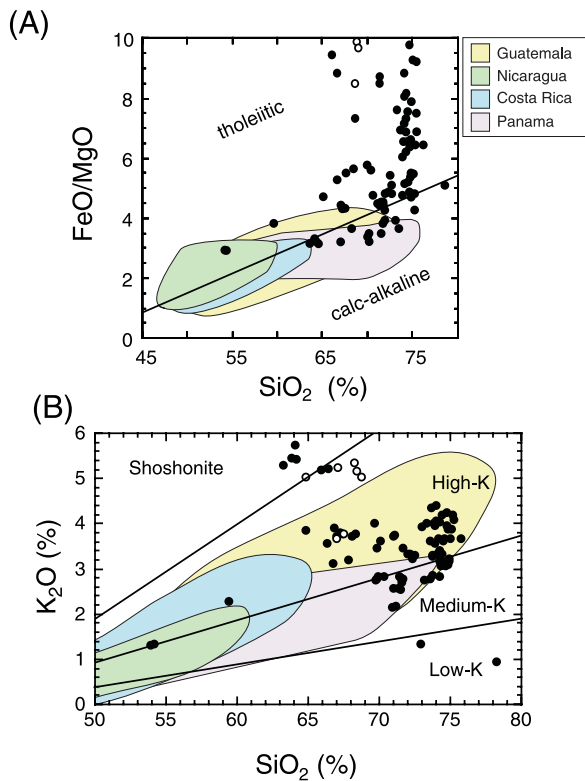 (A)
10
8
6
4
2
0
FeO/MgO
tholeiitic
calc-alkaline
45
55
65
75
SiO2 (%)
Guatemala
Nicaragua
Costa Rica
Panama
(B)
6
5
4
3
2
1
0
K2O (%)
Shoshonite
High-K
Medium-K
Low-K
50
55
60
65
70
75
80
SiO2 (%)